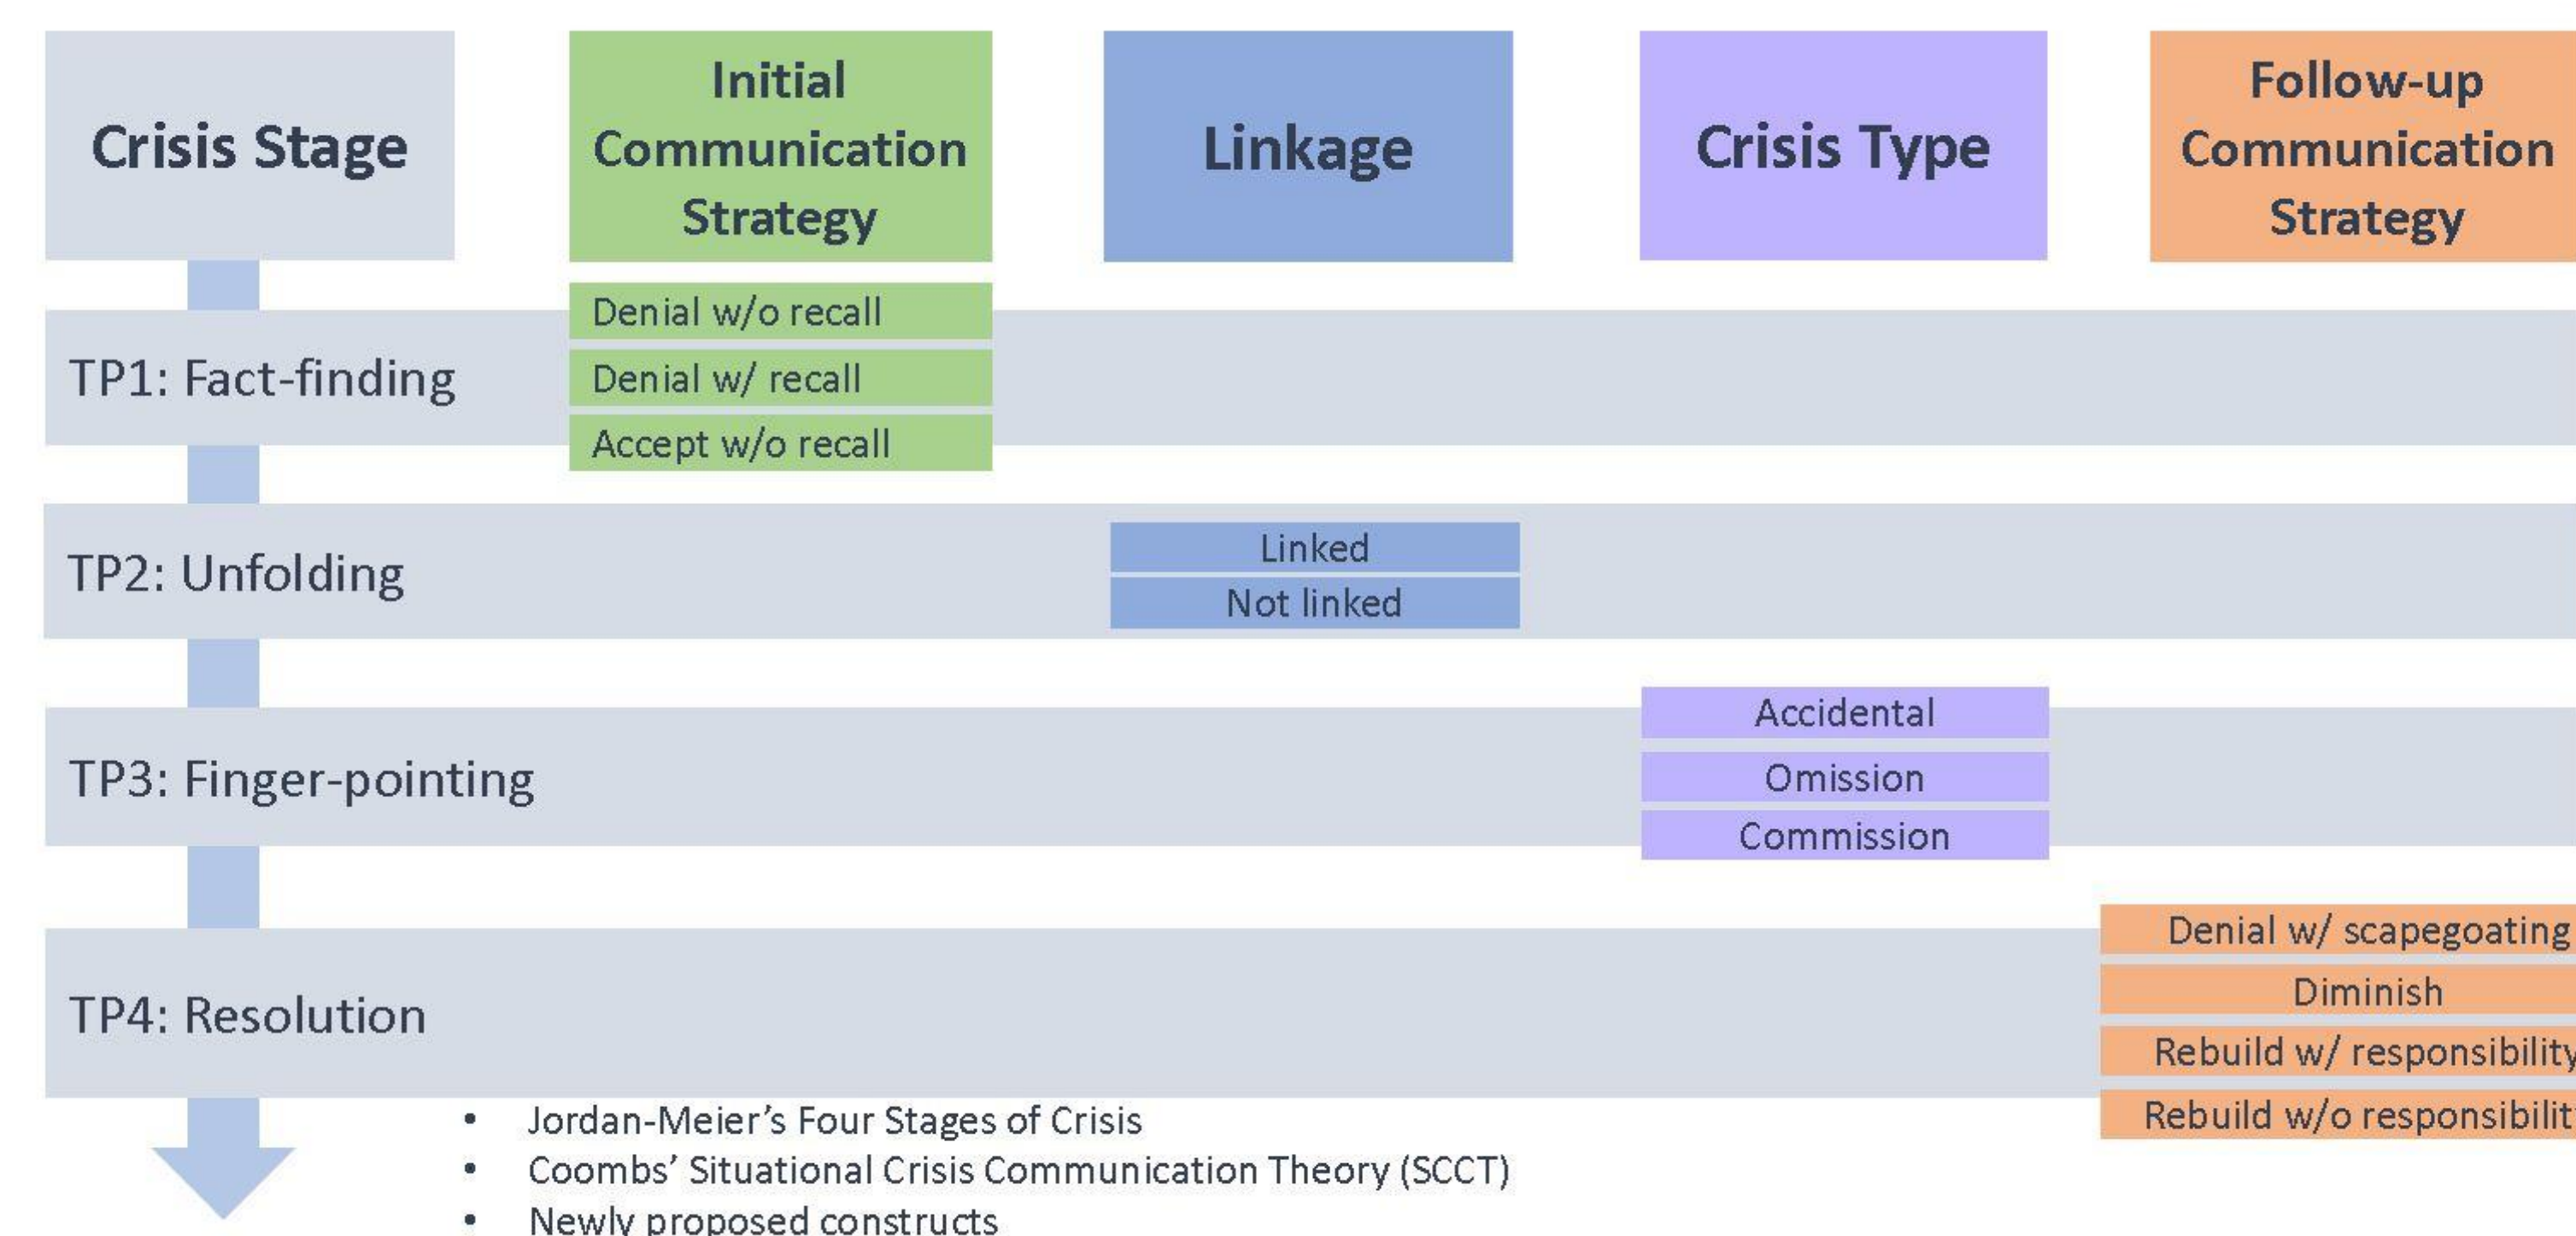 Crisis Stage
Initial
Communication
Strategy
Linkage
Crisis Type
Follow-up
Communication
Strategy
TP1: Fact-finding
Denial w/o recall
Denial w/ recall
Accept w/o recall
TP2: Unfolding
Linked
Not linked
TP3: Finger-pointing
Accidental
Omission
Commission
TP4: Resolution
Denial w/ scapegoating
Diminish
Rebuild w/ responsibility
Rebuild w/o responsibility
• Jordan-Meier’s Four Stages of Crisis
• Coombs’ Situational Crisis Communication Theory (SCCT)
• Newly proposed constructs